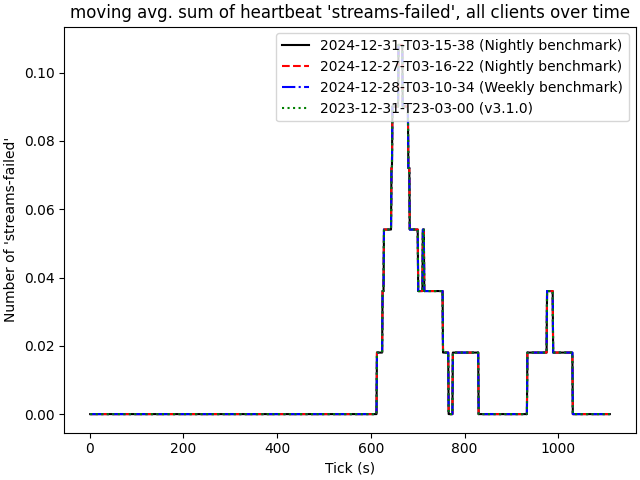 moving avg. sum of heartbeat 'streams-failed', all clients over time
2024-12-31-T03-15-38 (Nightly benchmark)
2024-12-27-T03-16-22 (Nightly benchmark)
2024-12-28-T03-10-34 (Weekly benchmark)
2023-12-31-T23-03-00 (v3.1.0)
Number of 'streams-failed'
0.10
0.08
0.06
0.04
0.02
0.00
0 200 400 600 800 1000
Tick (s)